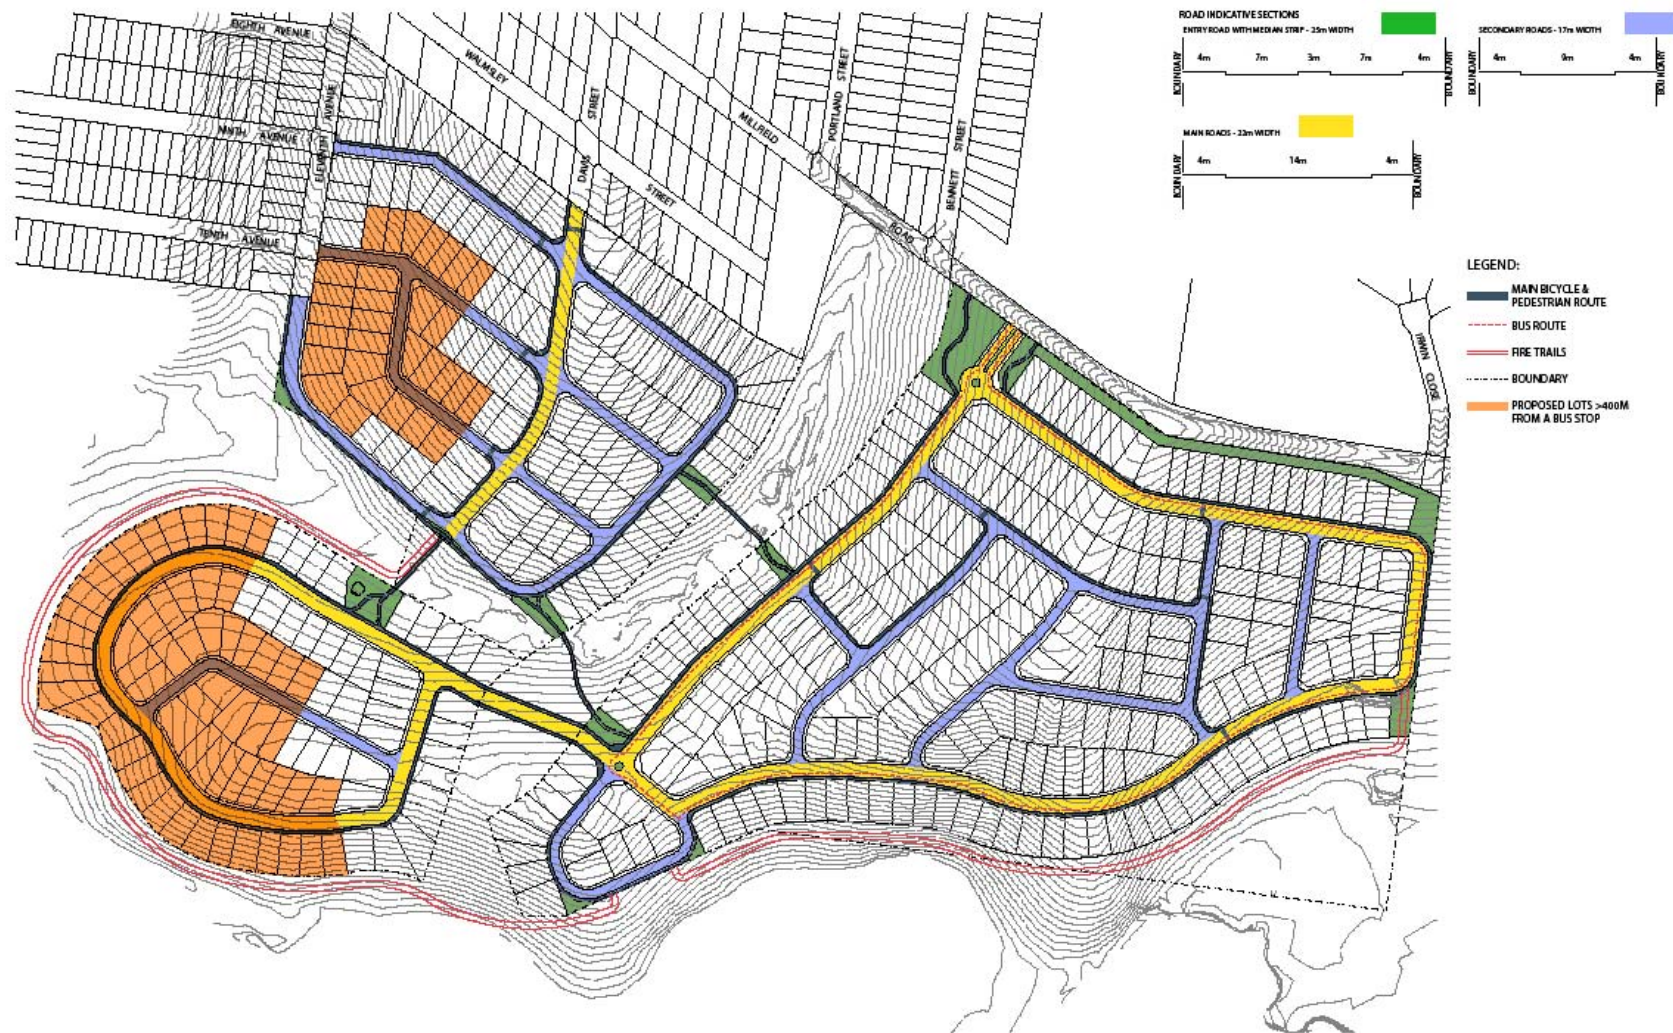 EIGHTH AVENUE
WALMSLEY
STREET
AVENUE
NINTH AVENUE
ELEVENTH
TENTH AVENUE
DAVIS
STREET
MILLFIELD
ROAD
PORTLAND STREET
BENNETT STREET
IRWIN CLOSE
ROAD INDICATIVE SECTIONS
ENTRY ROAD WITH MEDIAN STRIP - 25m WIDTH
BOUNDARY
4m 7m 3m 7m 4m
BOUNDARY
SECONDARY ROADS - 17m WIDTH
BOUNDARY
4m 9m 4m
BOUNDARY
MAIN ROADS - 22m WIDTH
BOUNDARY
4m 14m 4m
BOUNDARY
LEGEND:
MAIN BICYCLE &
PEDESTRIAN ROUTE
BUS ROUTE
FIRE TRAILS
BOUNDARY
PROPOSED LOTS >400M
FROM A BUS STOP